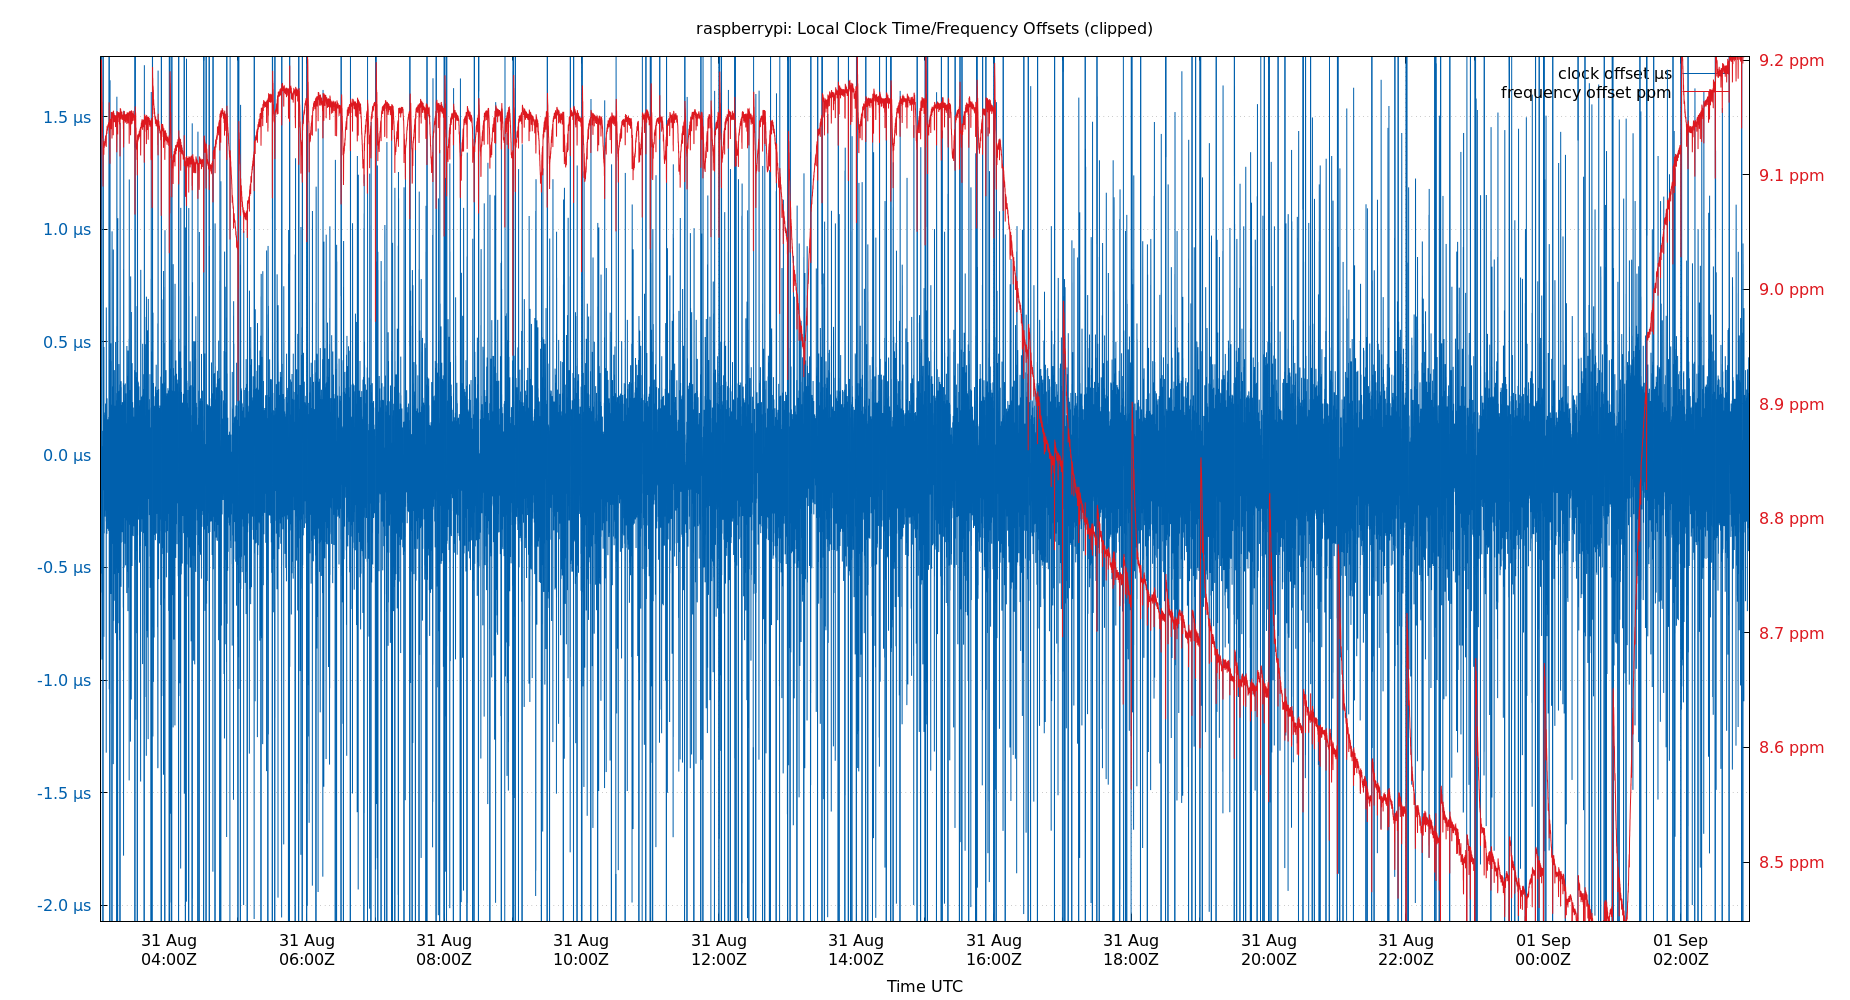 raspberrypi: Local Clock Time/Frequency Offsets (clipped)
clock offset µs
frequency offset ppm
1.5 µs
1.0 µs
0.5 µs
0.0 µs
-0.5 µs
-1.0 µs
-1.5 µs
-2.0 µs
9.2 ppm
9.1 ppm
9.0 ppm
8.9 ppm
8.8 ppm
8.7 ppm
8.6 ppm
8.5 ppm
31 Aug 31 Aug 31 Aug 31 Aug 31 Aug 31 Aug 31 Aug 31 Aug 31 Aug 31 Aug 01 Sep 01 Sep
04:00Z 06:00Z 08:00Z 10:00Z 12:00Z 14:00Z 16:00Z 18:00Z 20:00Z 22:00Z 00:00Z 02:00Z
Time UTC